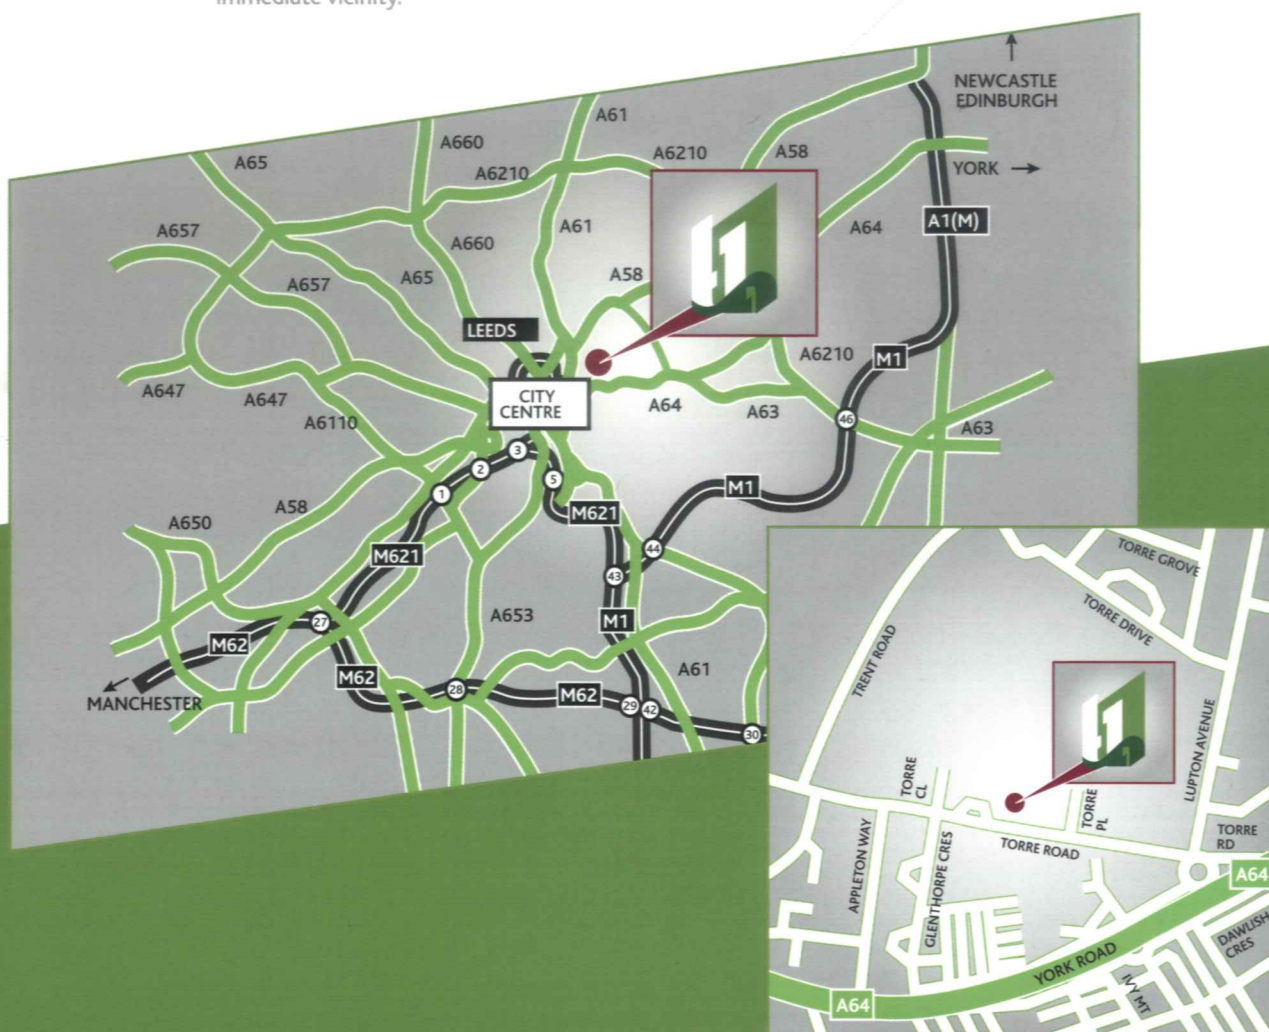 immediate vicinity.
NEWCASTLE
EDINBURGH
A61
A660
A65
A6210
A6210
A58
YORK
A657
A61
A660
A64
A1(M)
A657
A65
A58
LEEDS
A6210
M1
A647
A647
A6110
CITY
CENTRE
A64
A63
46
A63
3
2
5
1
M1
A58
A650
M621
M621
44
43
A653
M1
27
M62
M62
28
M62
29
42
A61
30
MANCHESTER
TORRE GROVE
TORRE DRIVE
TRENT ROAD
LUPTON AVENUE
TORRE
CL
TORRE
PL
TORRE ROAD
TORRE
RD
APPLETON WAY
GLENTHORPE CRES
A64
YORK ROAD
DAWLISH
CRES
IVY MT
A64